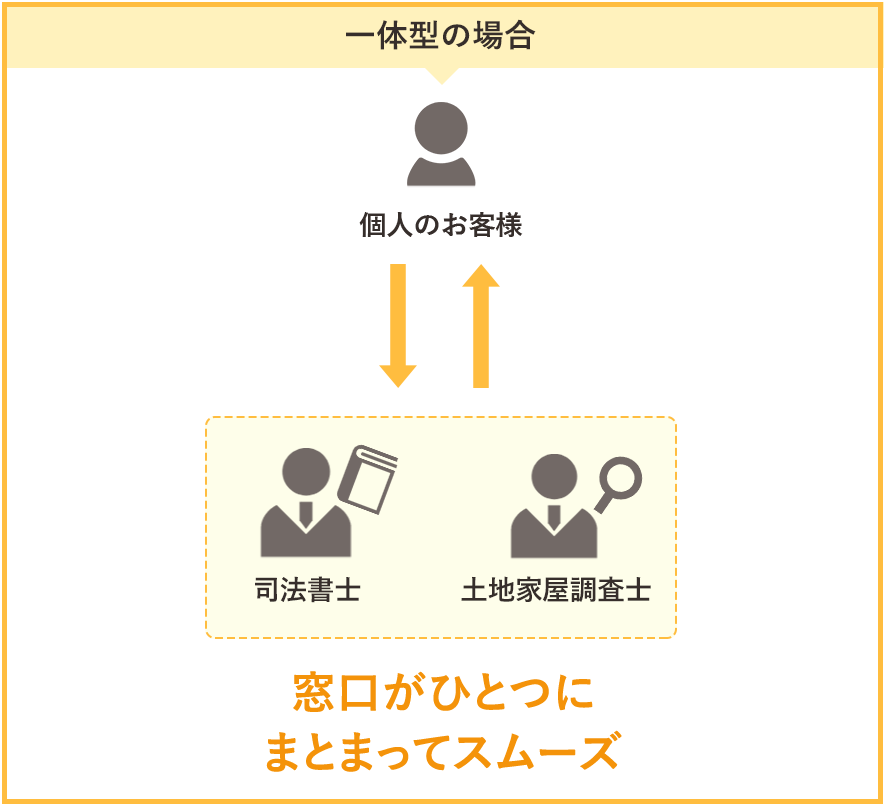 一体型の場合
個人のお客様
司法書士
土地家屋調査士
窓口がひとつに
まとまってスムーズ